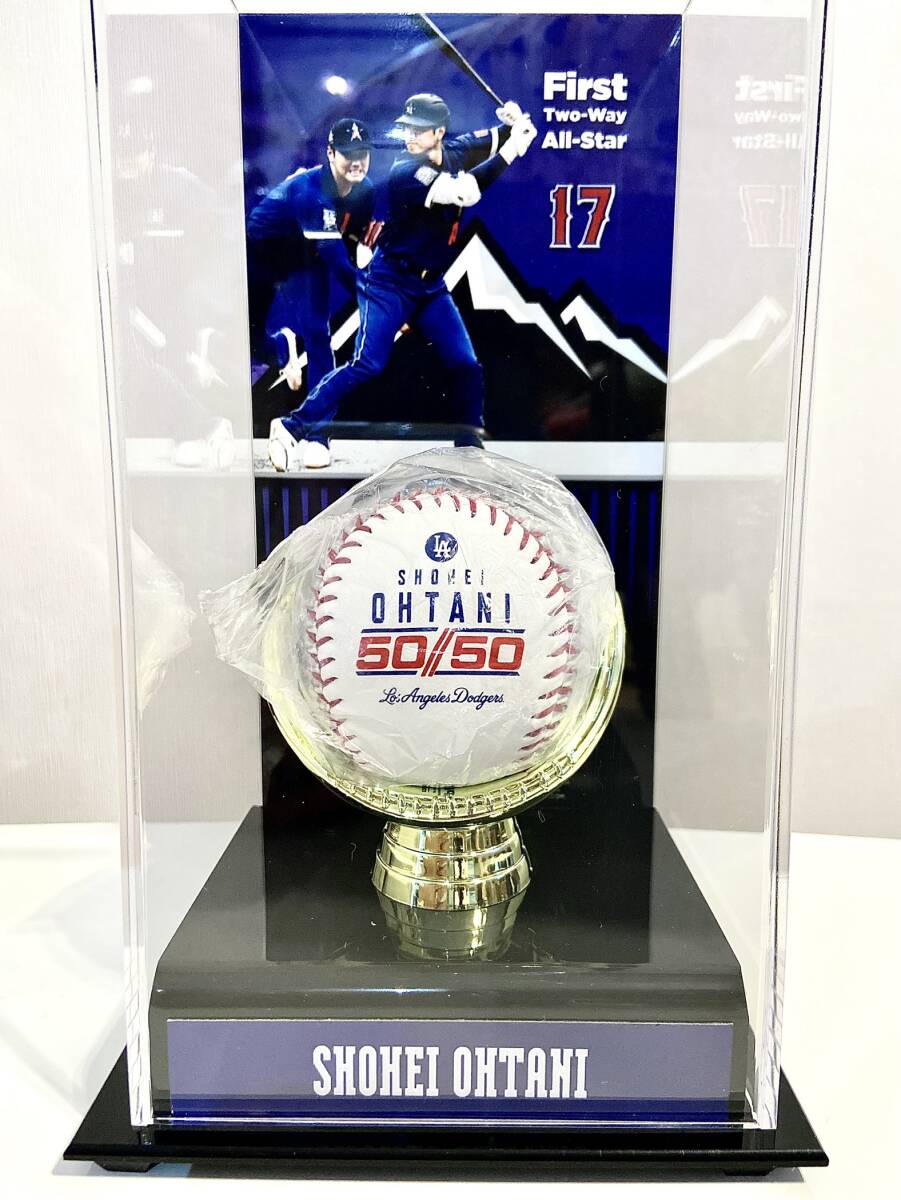 First
Two-Way
All-Star
17
LA
SHOHEI
OHTANI
50//50
Los Angeles Dodgers
SHOHEI OHTANI